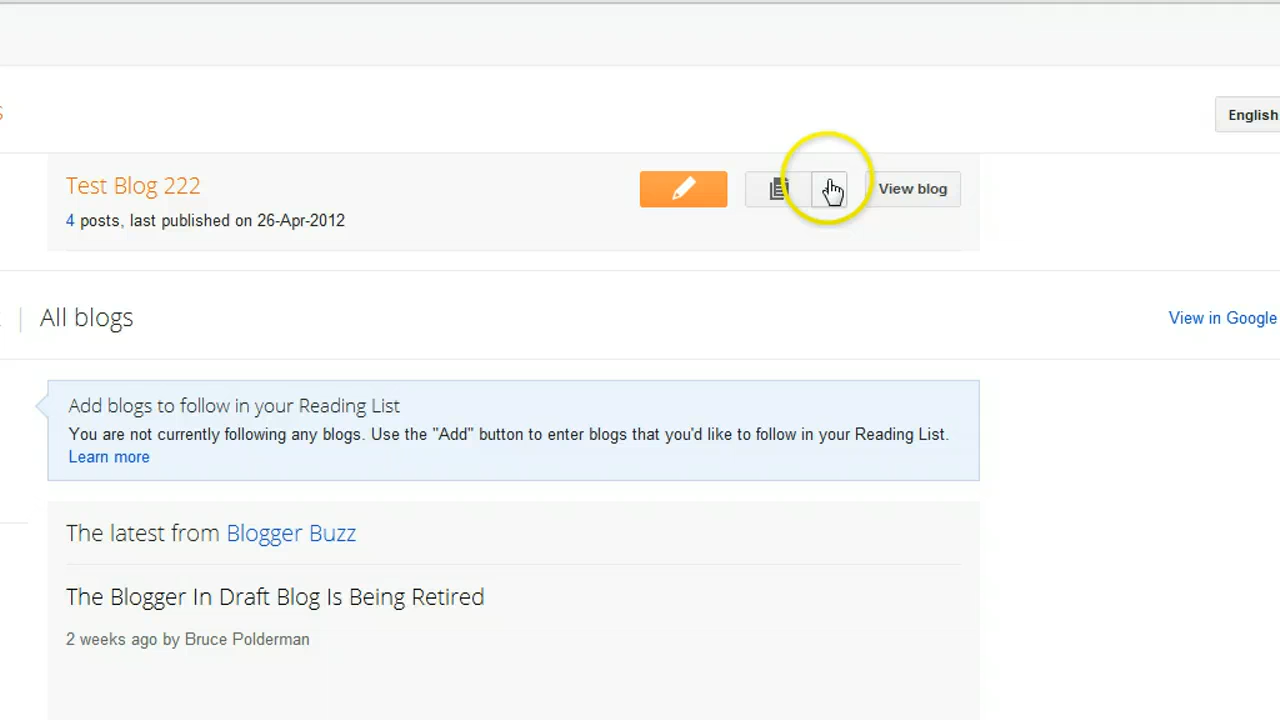 English
Test Blog 222
View blog
4 posts, last published on 26-Apr-2012
All blogs
View in Google
Add blogs to follow in your Reading List
You are not currently following any blogs. Use the "Add" button to enter blogs that you'd like to follow in your Reading List.
Learn more
The latest from Blogger Buzz
The Blogger In Draft Blog Is Being Retired
2 weeks ago by Bruce Polderman